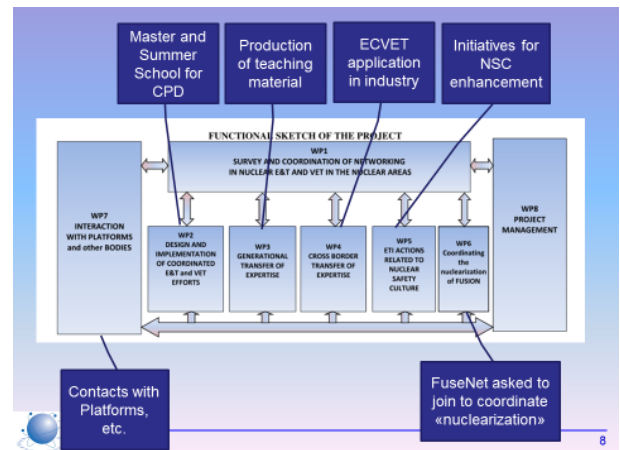 Master and
Summer
School for
CPD
Production
of teaching
material
ECVET
application
in industry
Initiatives for
NSC
enhancement
FUNCTIONAL SKETCH OF THE PROJECT
WP1
SURVEY AND COORDINATION OF NETWORKING
IN NUCLEAR E&T AND VET IN THE NUCLEAR AREAS
WP7
INTERACTION
WITH PLATFORMS
and other BODIES
WP2
DESIGN AND
IMPLEMENTATION
OF COORDINATED
E&T and VET
EFFORTS
WP3
GENERATIONAL
TRANSFER OF
EXPERTISE
WP4
CROSS BORDER
TRANSFER OF
EXPERTISE
WP5
ETI ACTIONS
RELATED TO
NUCLEAR
SAFETY
CULTURE
WP6
Coordinating
the
nuclearization
of FUSION
WP8
PROJECT
MANAGEMENT
Contacts with
Platforms,
etc.
FuseNet asked to
join to coordinate
«nuclearization»
8